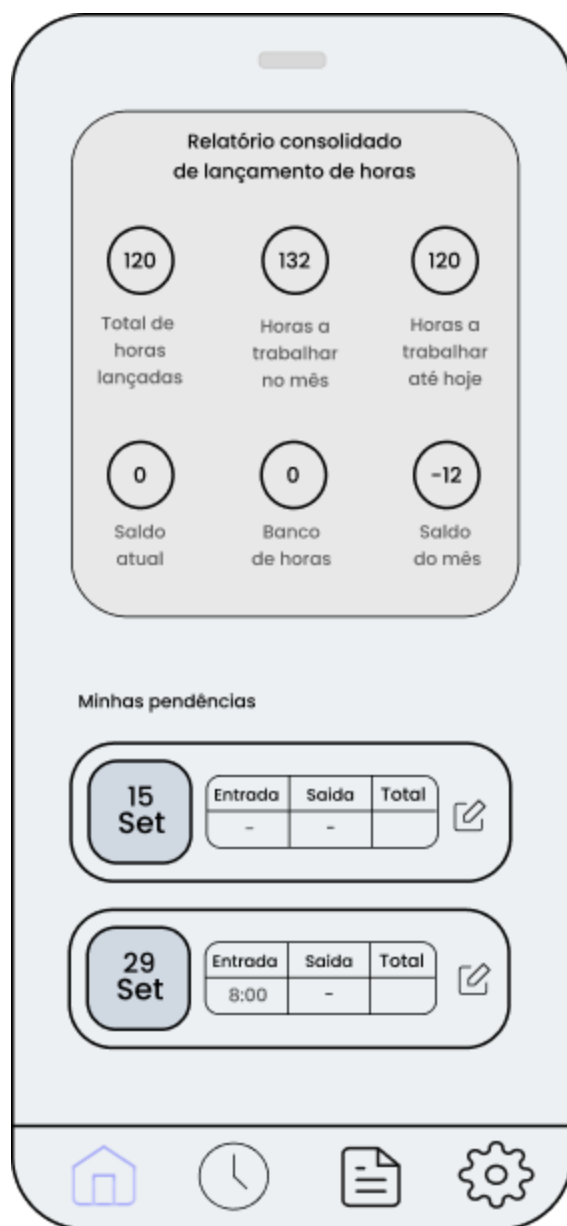 Relatório consolidado
de lançamento de horas
120 132 120
Total de Horas a Horas a
horas trabalhar trabalhar
lançadas no mês até hoje
0 0 -12
Saldo Banco Saldo
atual de horas do mês
Minhas pendências
15
Set
Entrada Saida Total
- -
29
Set
Entrada Saida Total
8:00 -